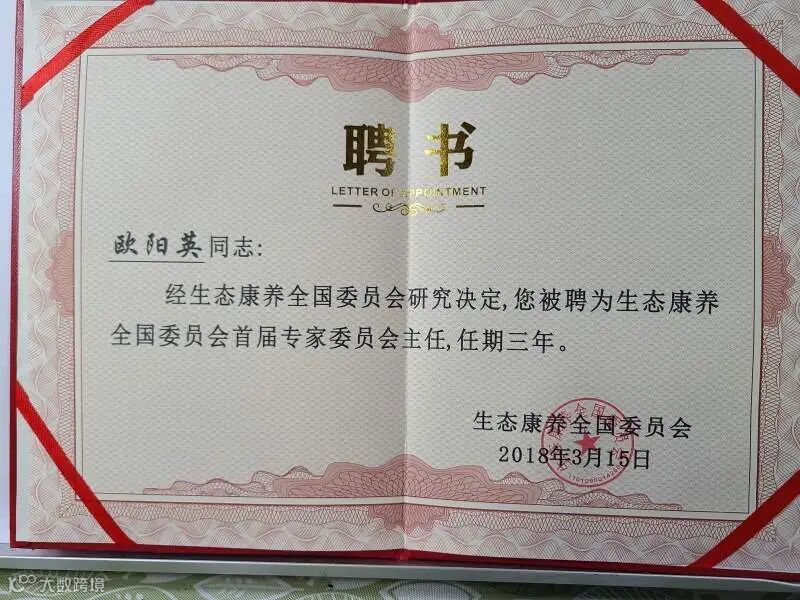 聘书
LETTER OF APPOINTMENT
欧阳英同志:
经生态康养全国委员会研究决定,您被聘为生态康养
全国委员会首届专家委员会主任,任期三年。
生态康养全国委员会
2018年3月15日
大数跨境